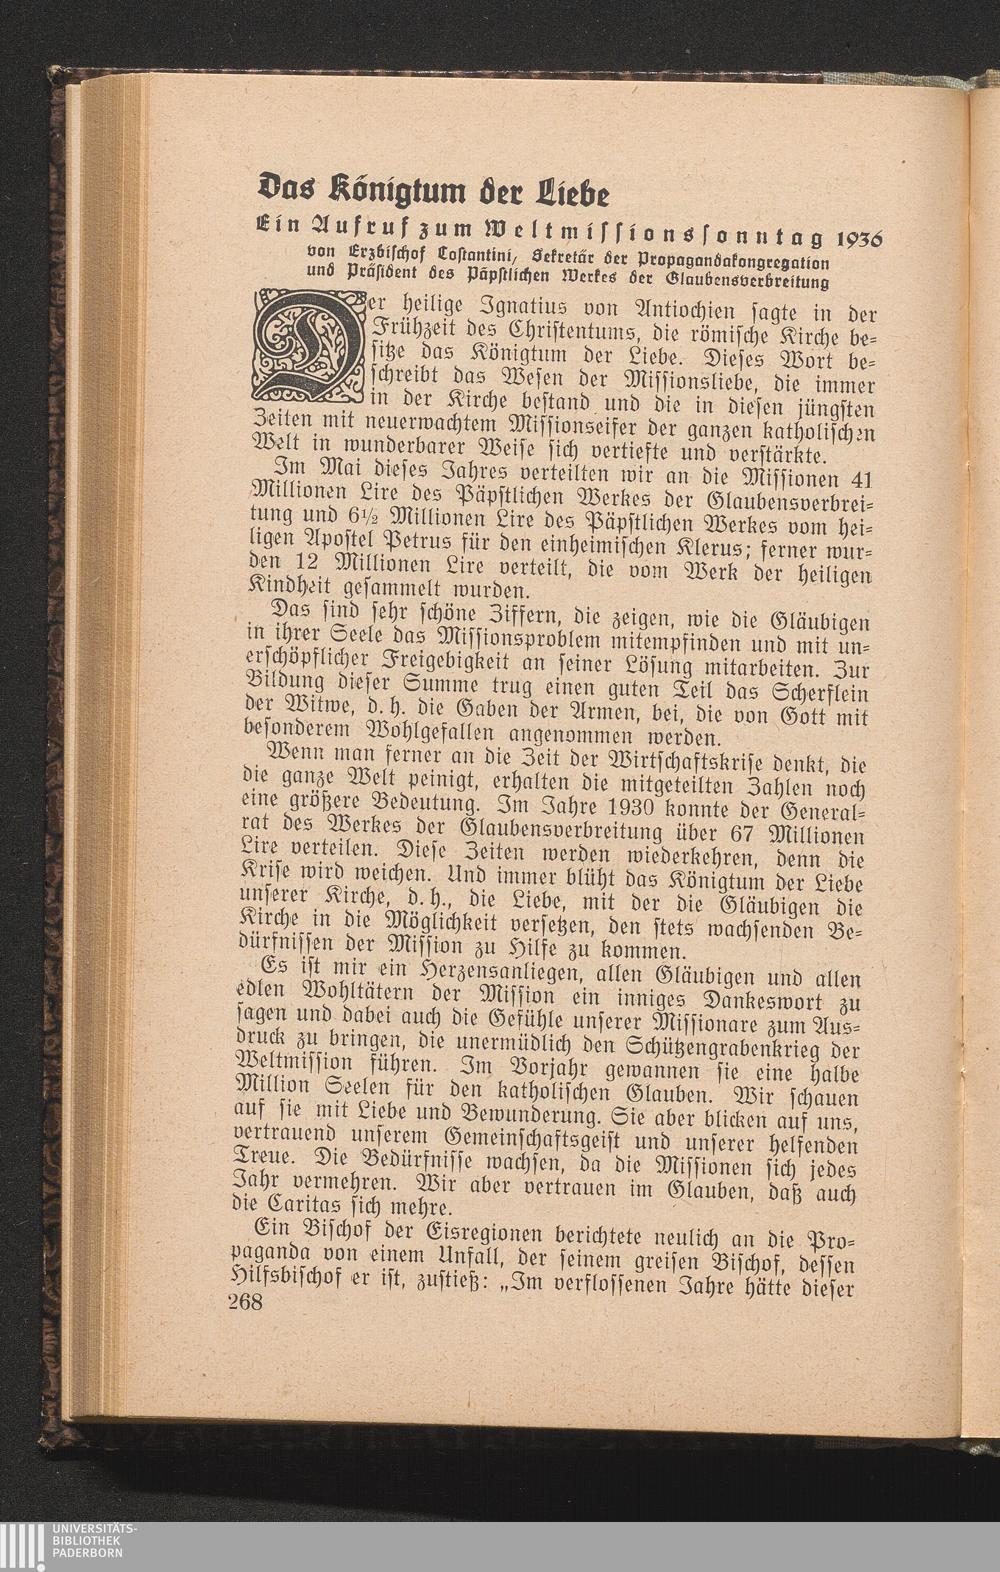 Das Königtum der Liebe
Ein Aufruf zum Weltmissionssonntag 1936
von Erzbischof Costantini, Sekretär der Propagandakongregation
und Präsident des Päpstlichen Werkes der Glaubensverbreitung
Der heilige Ignatius von Antiochien sagte in der
Frühzeit des Christentums, die römische Kirche be-
sitze das Königtum der Liebe. Dieses Wort be-
schreibt das Wesen der Missionsliebe, die immer
in der Kirche bestand und die in diesen jüngsten
Zeiten mit neuerwachtem Missionseifer der ganzen katholischen
Welt in wunderbarer Weise sich vertiefte und verstärkte.
Im Mai dieses Jahres verteilten wir an die Missionen 41
Millionen Lire des Päpstlichen Werkes der Glaubensverbrei-
tung und 6½ Millionen Lire des Päpstlichen Werkes vom hei-
ligen Apostel Petrus für den einheimischen Klerus; ferner wur-
den 12 Millionen Lire verteilt, die vom Werk der heiligen
Kindheit gesammelt wurden.
Das sind sehr schöne Ziffern, die zeigen, wie die Gläubigen
in ihrer Seele das Missionsproblem mitempfinden und mit un-
erschöpflicher Freigebigkeit an seiner Lösung mitarbeiten. Zur
Bildung dieser Summe trug einen guten Teil das Scherflein
der Witwe, d. h. die Gaben der Armen, bei, die von Gott mit
besonderem Wohlgefallen angenommen werden.
Wenn man ferner an die Zeit der Wirtschaftskrise denkt, die
die ganze Welt peinigt, erhalten die mitgeteilten Zahlen noch
eine größere Bedeutung. Im Jahre 1930 konnte der General-
rat des Werkes der Glaubensverbreitung über 67 Millionen
Lire verteilen. Diese Zeiten werden wiederkehren, denn die
Krise wird weichen. Und immer blüht das Königtum der Liebe
unserer Kirche, d. h., die Liebe, mit der die Gläubigen die
Kirche in die Möglichkeit versetzen, den stets wachsenden Be-
dürfnissen der Mission zu Hilfe zu kommen.
Es ist mir ein Herzensanliegen, allen Gläubigen und allen
edlen Wohltätern der Mission ein inniges Dankeswort zu
sagen und dabei auch die Gefühle unserer Missionare zum Aus-
druck zu bringen, die unermüdlich den Schützengrabenkrieg der
Weltmission führen. Im Vorjahr gewannen sie eine halbe
Million Seelen für den katholischen Glauben. Wir schauen
auf sie mit Liebe und Bewunderung. Sie aber blicken auf uns,
vertrauend unserem Gemeinschaftsgeist und unserer helfenden
Treue. Die Bedürfnisse wachsen, da die Missionen sich jedes
Jahr vermehren. Wir aber vertrauen im Glauben, daß auch
die Caritas sich mehre.
Ein Bischof der Eisregionen berichtete neulich an die Pro-
paganda von einem Unfall, der seinem greisen Bischof, dessen
Hilfsbischof er ist, zustieß: „Im verflossenen Jahre hätte dieser
268
UNIVERSITÄTS-
BIBLIOTHEK
PADERBORN